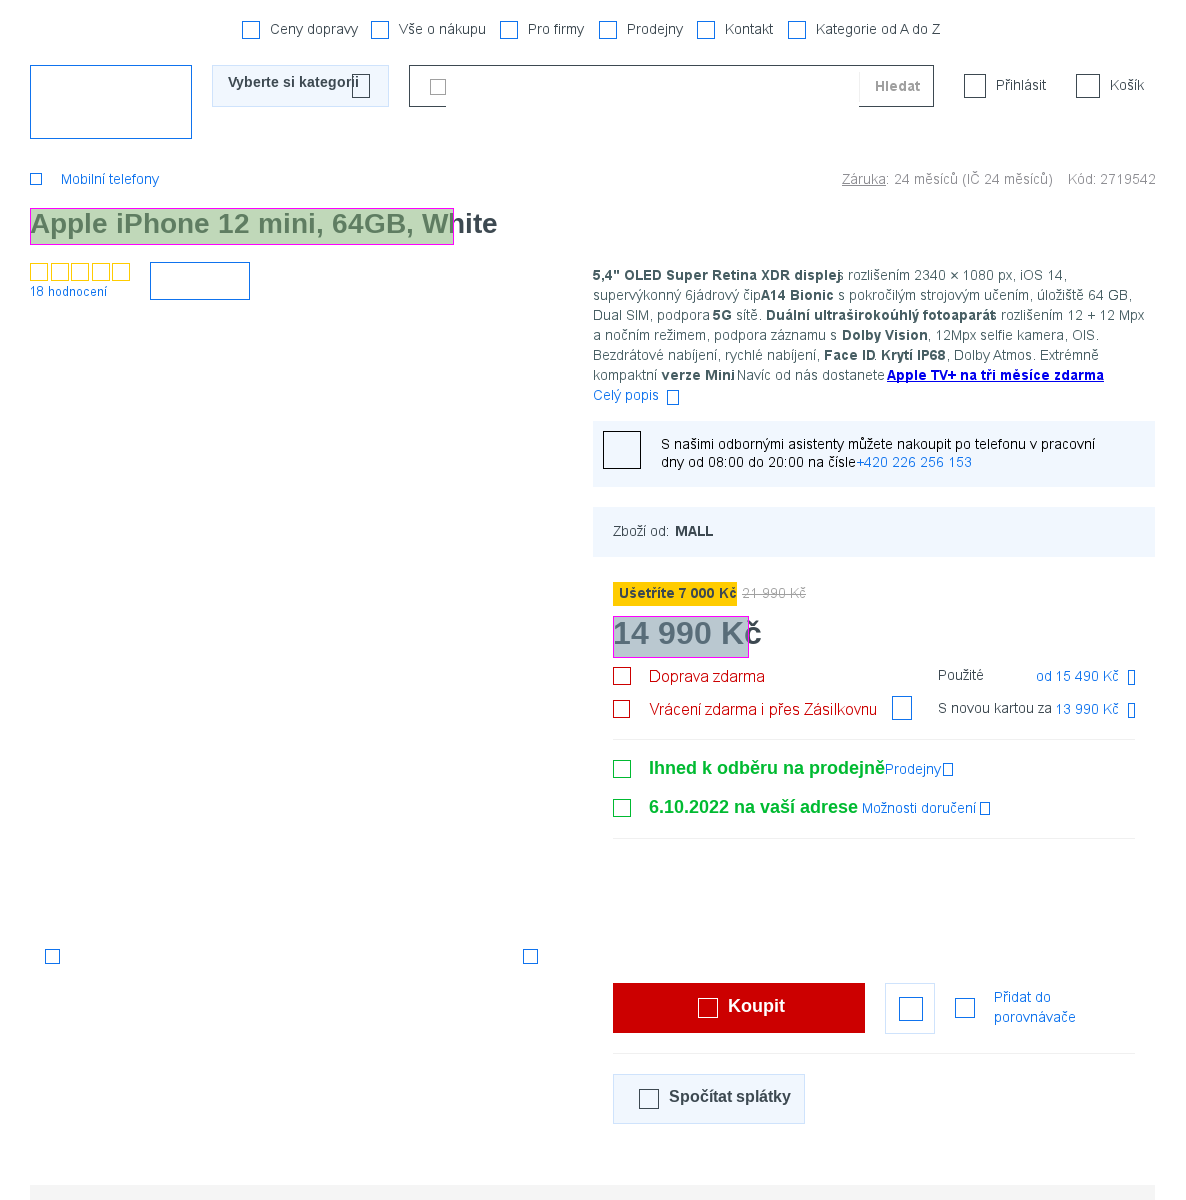 Ceny dopravy Vše o nákupu Pro firmy Prodejny Kontakt Kategorie od A do Z
Vyberte si kategorii Hledat Přihlásit Košík
Mobilní telefony Záruka: 24 měsíců (IČ 24 měsíců) Kód: 2719542
Apple iPhone 12 mini, 64GB, White
18 hodnocení
5,4" OLED Super Retina XDR displej s rozlišením 2340 × 1080 px, iOS 14,
supervýkonný 6jádrový čip A14 Bionic s pokročilým strojovým učením, úložiště 64 GB,
Dual SIM, podpora 5G sítě. Duální ultraširokoúhlý fotoaparát s rozlišením 12 + 12 Mpx
a nočním režimem, podpora záznamu s Dolby Vision, 12Mpx selfie kamera, OIS.
Bezdrátové nabíjení, rychlé nabíjení, Face ID. Krytí IP68, Dolby Atmos. Extrémně
kompaktní verze Mini. Navíc od nás dostanete Apple TV+ na tři měsíce zdarma
Celý popis
S našimi odbornými asistenty můžete nakoupit po telefonu v pracovní
dny od 08:00 do 20:00 na čísle +420 226 256 153
Zboží od: MALL
Ušetříte 7 000 Kč 21 990 Kč
14 990 Kč
Doprava zdarma
Vrácení zdarma i přes Zásilkovnu
Použité od 15 490 Kč
S novou kartou za 13 990 Kč
Ihned k odběru na prodejně Prodejny
6.10.2022 na vaší adrese Možnosti doručení
Koupit
Přidat do
porovnávače
Spočítat splátky